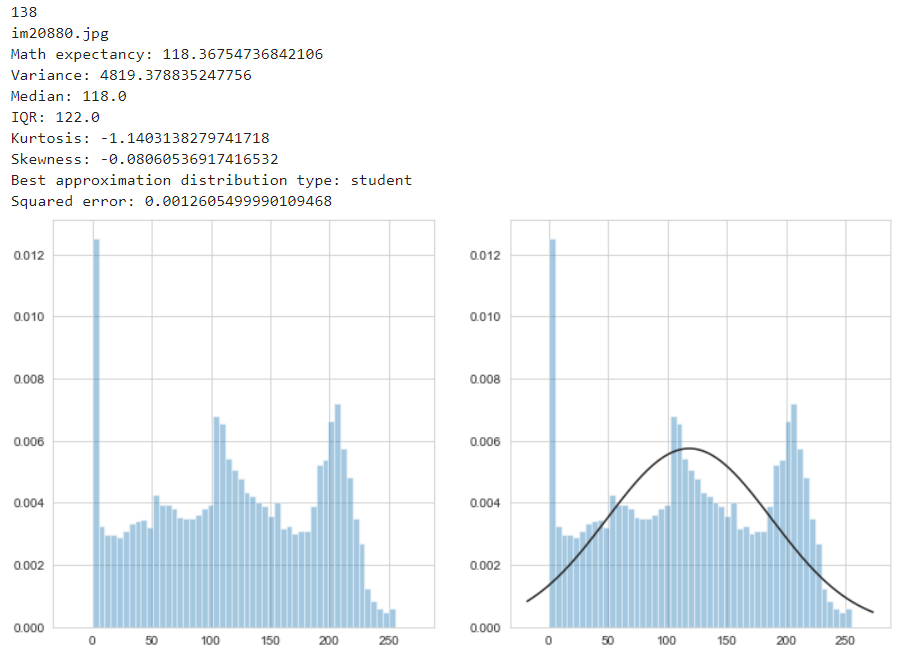 138
im20880.jpg
Math expectancy: 118.36754736842106
Variance: 4819.378835247756
Median: 118.0
IQR: 122.0
Kurtosis: -1.1403138279741718
Skewness: -0.08060536917416532
Best approximation distribution type: student
Squared error: 0.0012605499990109468
0.012
0.010
0.008
0.006
0.004
0.002
0.000
0 50 100 150 200 250
0.012
0.010
0.008
0.006
0.004
0.002
0.000
0 50 100 150 200 250